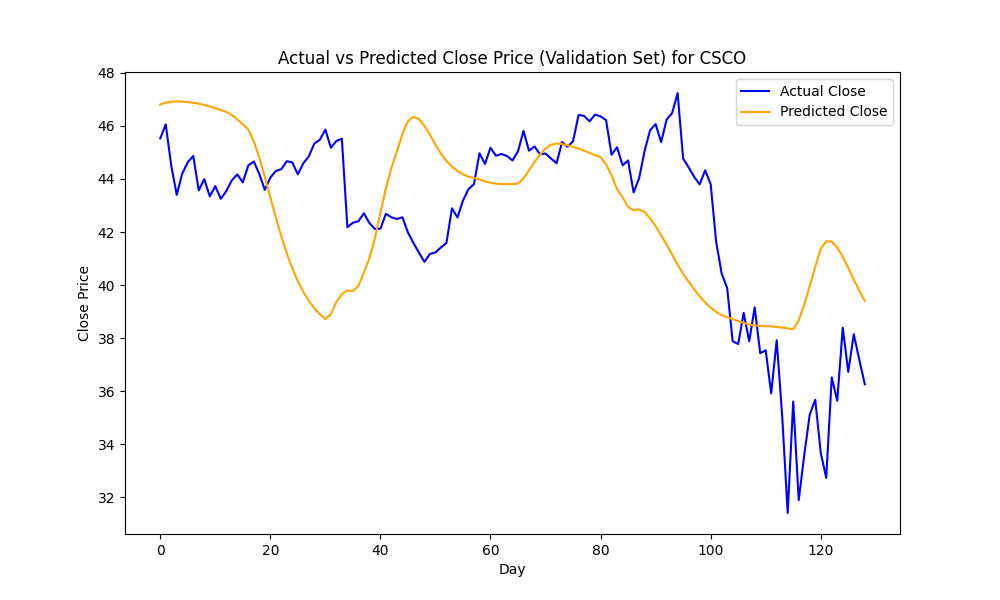 Actual vs Predicted Close Price (Validation Set) for CSCO
Actual Close
Predicted Close
48
46
44
42
40
38
36
34
32
Close Price
0 20 40 60 80 100 120
Day